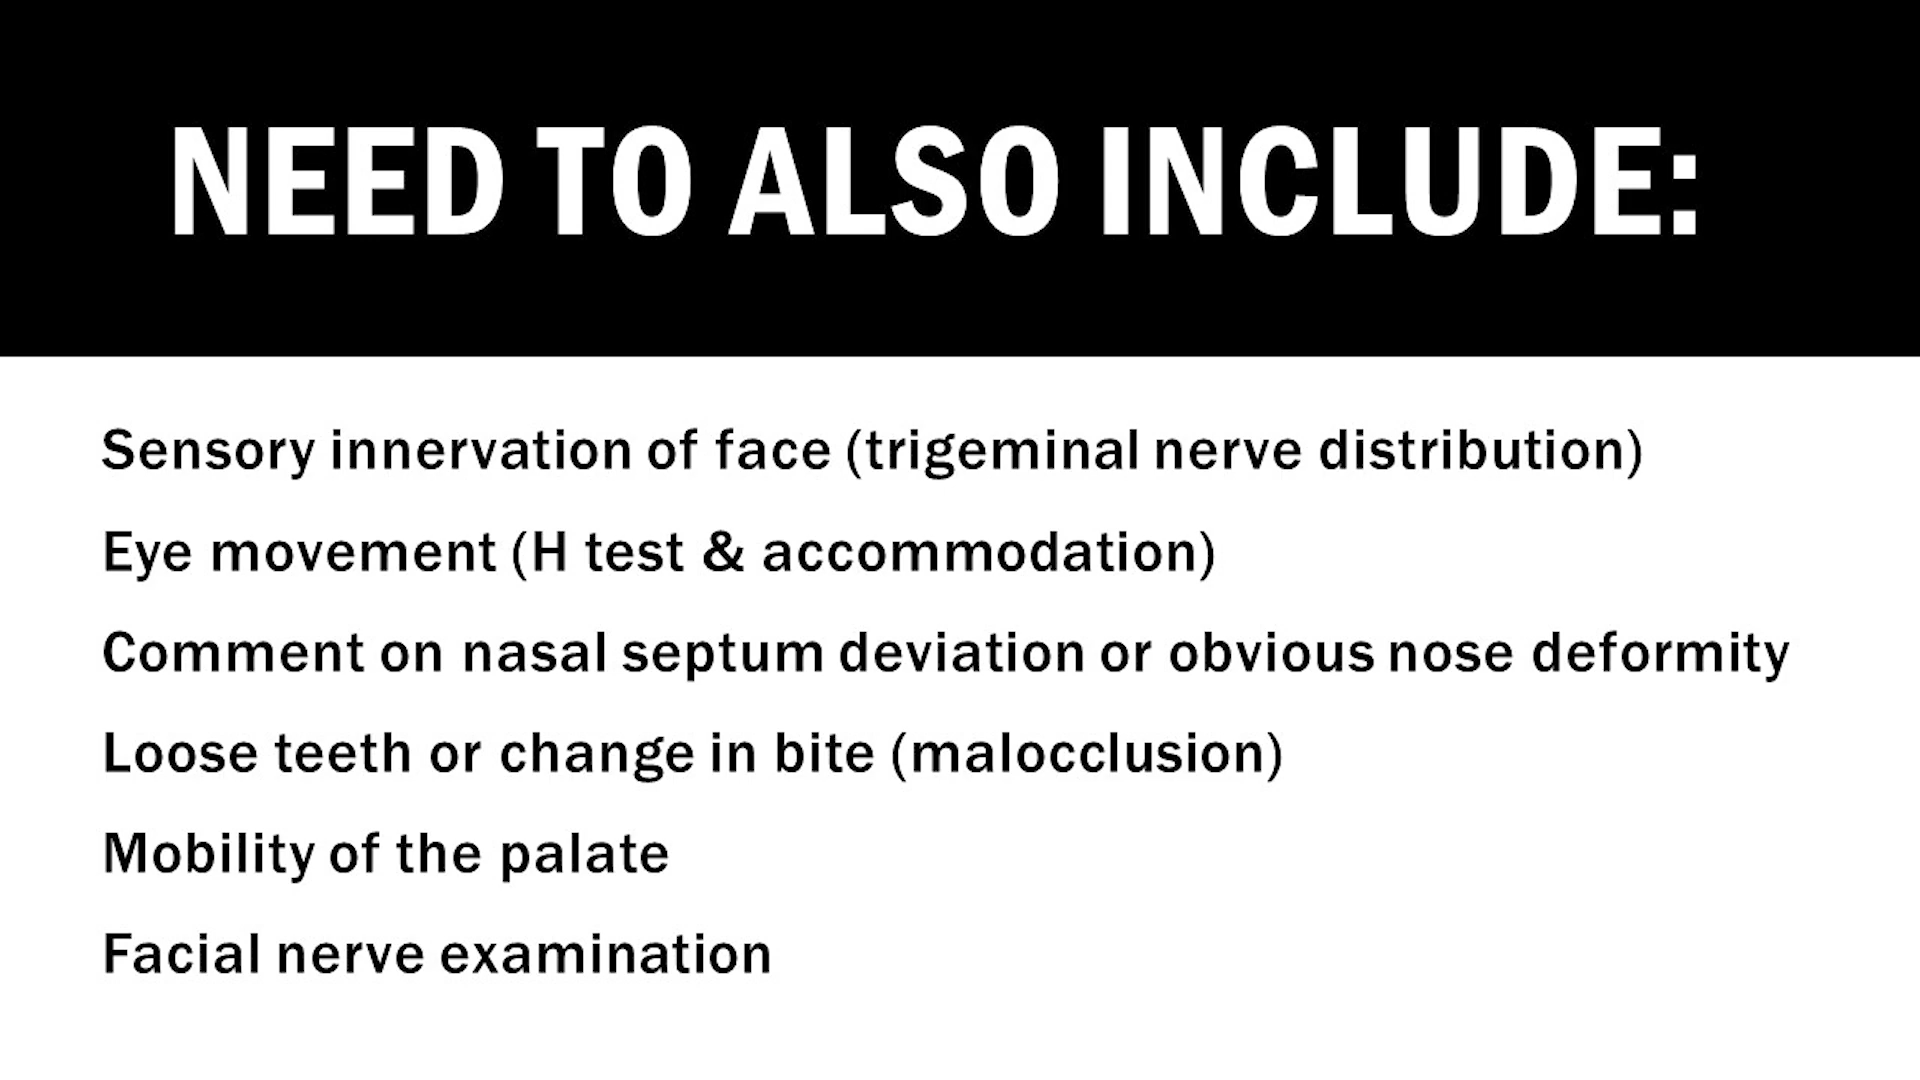 NEED TO ALSO INCLUDE:
Sensory innervation of face (trigeminal nerve distribution)
Eye movement (H test & accommodation)
Comment on nasal septum deviation or obvious nose deformity
Loose teeth or change in bite (malocclusion)
Mobility of the palate
Facial nerve examination